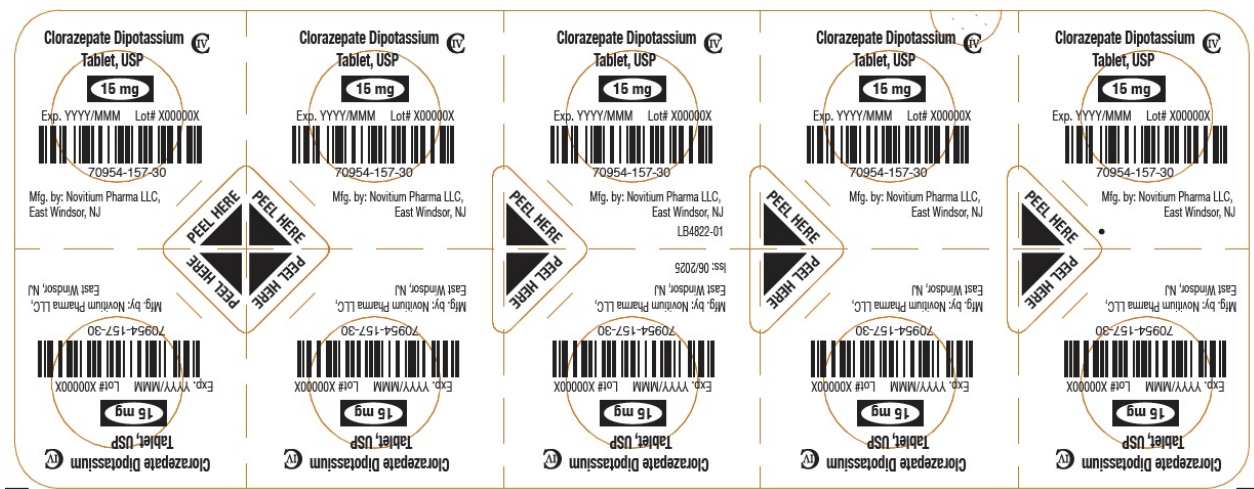 Clorazepate Dipotassium CIV
Tablet, USP
15 mg
Exp. YYYY/MMM Lot# X00000X
70954-157-30
Mfg. by: Novitium Pharma LLC,
East Windsor, NJ
PEEL HERE
Clorazepate Dipotassium CIV
Tablet, USP
15 mg
Exp. YYYY/MMM Lot# X00000X
70954-157-30
Mfg. by: Novitium Pharma LLC,
East Windsor, NJ
PEEL HERE
Clorazepate Dipotassium CIV
Tablet, USP
15 mg
Exp. YYYY/MMM Lot# X00000X
70954-157-30
Mfg. by: Novitium Pharma LLC,
East Windsor, NJ
LB4822-01
PEEL HERE
Clorazepate Dipotassium CIV
Tablet, USP
15 mg
Exp. YYYY/MMM Lot# X00000X
70954-157-30
Mfg. by: Novitium Pharma LLC,
East Windsor, NJ
PEEL HERE
Clorazepate Dipotassium CIV
Tablet, USP
15 mg
Exp. YYYY/MMM Lot# X00000X
70954-157-30
Mfg. by: Novitium Pharma LLC,
East Windsor, NJ
PEEL HERE
Clorazepate Dipotassium CIV
Tablet, USP
15 mg
Exp. YYYY/MMM Lot# X00000X
70954-157-30
Mfg. by: Novitium Pharma LLC,
East Windsor, NJ
PEEL HERE
Clorazepate Dipotassium CIV
Tablet, USP
15 mg
Exp. YYYY/MMM Lot# X00000X
70954-157-30
Mfg. by: Novitium Pharma LLC,
East Windsor, NJ
PEEL HERE
Clorazepate Dipotassium CIV
Tablet, USP
15 mg
Exp. YYYY/MMM Lot# X00000X
70954-157-30
Mfg. by: Novitium Pharma LLC,
East Windsor, NJ
Iss: 06/2025
PEEL HERE
Clorazepate Dipotassium CIV
Tablet, USP
15 mg
Exp. YYYY/MMM Lot# X00000X
70954-157-30
Mfg. by: Novitium Pharma LLC,
East Windsor, NJ
PEEL HERE
Clorazepate Dipotassium CIV
Tablet, USP
15 mg
Exp. YYYY/MMM Lot# X00000X
70954-157-30
Mfg. by: Novitium Pharma LLC,
East Windsor, NJ
PEEL HERE